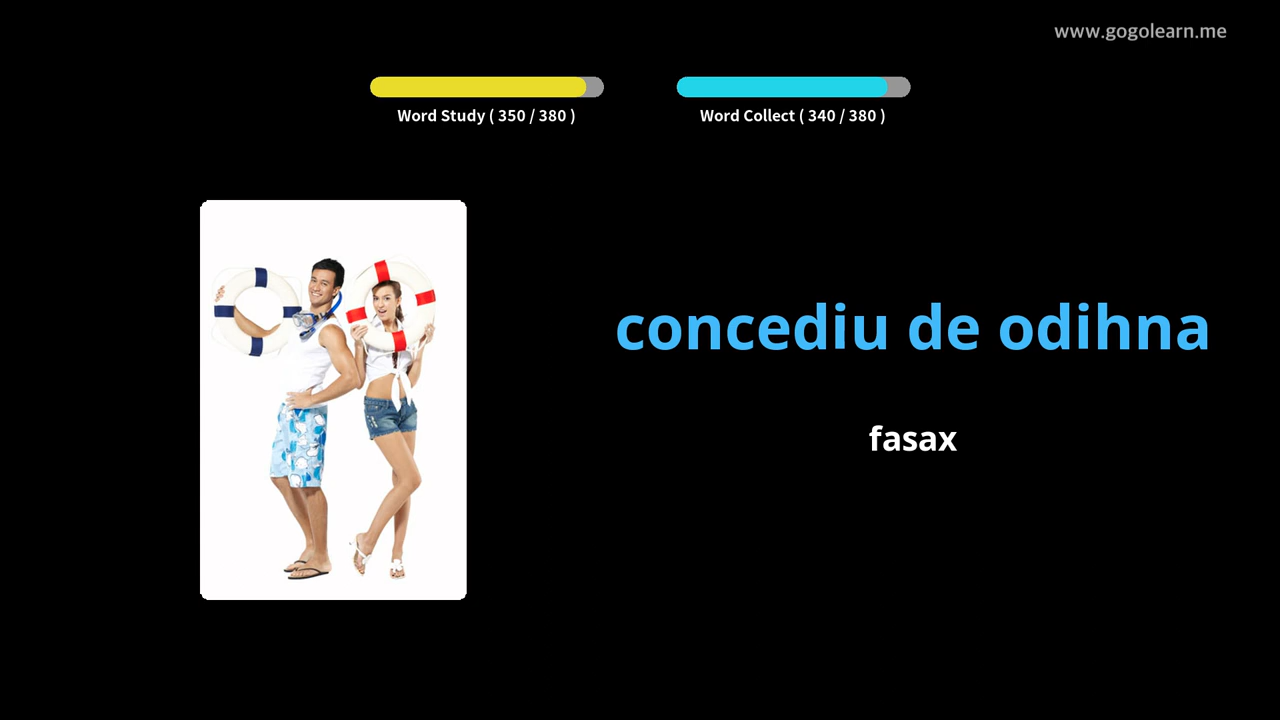 www.gogolearn.me
Word Study ( 350 / 380 )
Word Collect ( 340 / 380 )
concediu de odihna
fasax